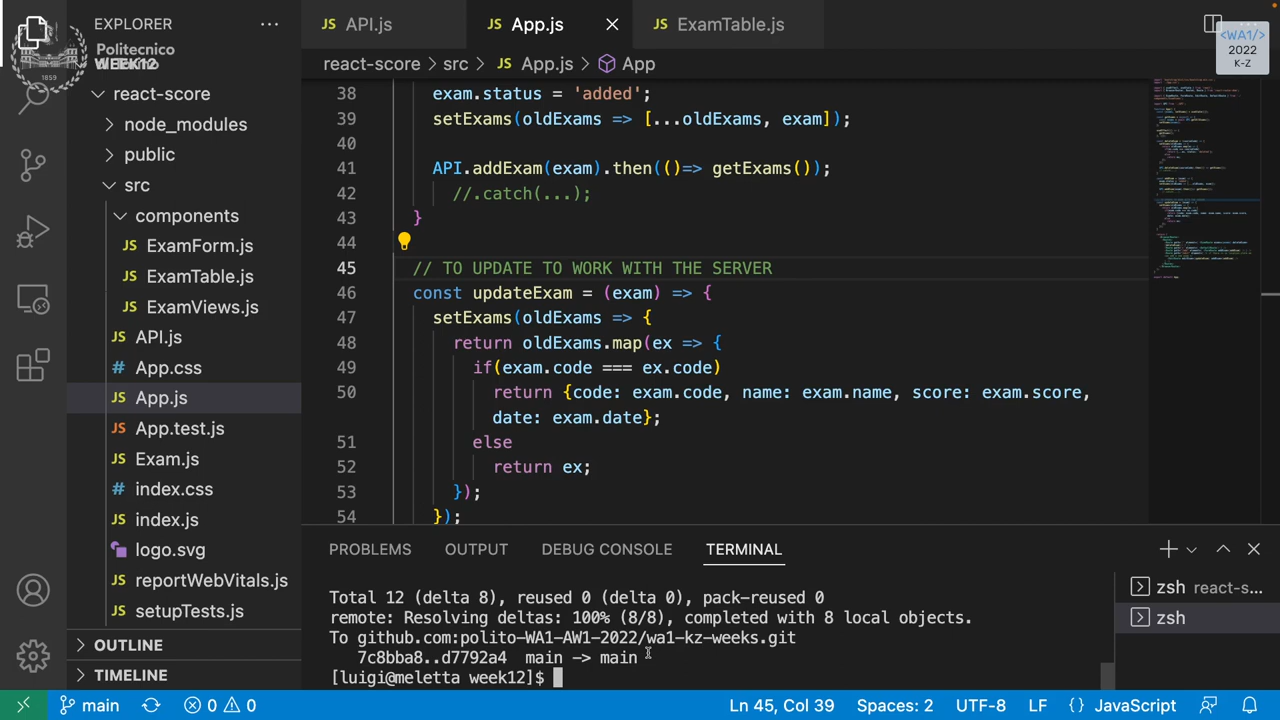 EXPLORER
Politecnico
WEEK12
1859
react-score
node_modules
public
src
components
ExamForm.js
ExamTable.js
ExamViews.js
API.js
App.css
App.js
App.test.js
Exam.js
index.css
index.js
logo.svg
reportWebVitals.js
setupTests.js
OUTLINE
TIMELINE
JS API.js
JS App.js
JS ExamTable.js
<WA1/>
2022
K-Z
react-score > src > JS App.js > App
38 exam.status = 'added';
39 setExams(oldExams => [...oldExams, exam]);
40
41 API.addExam(exam).then(()=> getExams());
42 //.catch(...);
43 }
44
45 // TO UPDATE TO WORK WITH THE SERVER
46 const updateExam = (exam) => {
47 setExams(oldExams => {
48 return oldExams.map(ex => {
49 if(exam.code === ex.code)
50 return {code: exam.code, name: exam.name, score: exam.score,
date: exam.date};
51 else
52 return ex;
53 });
54 });
PROBLEMS OUTPUT DEBUG CONSOLE TERMINAL
Total 12 (delta 8), reused 0 (delta 0), pack-reused 0
remote: Resolving deltas: 100% (8/8), completed with 8 local objects.
To github.com:polito-WA1-AW1-2022/wa1-kz-weeks.git
7c8bba8..d7792a4 main -> main
[luigi@meletta week12]$
zsh react-s...
zsh
main 0 0 Ln 45, Col 39 Spaces: 2 UTF-8 LF {} JavaScript